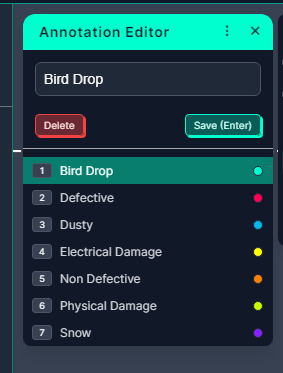 Annotation Editor
Bird Drop
Delete
Save (Enter)
1 Bird Drop
2 Defective
3 Dusty
4 Electrical Damage
5 Non Defective
6 Physical Damage
7 Snow